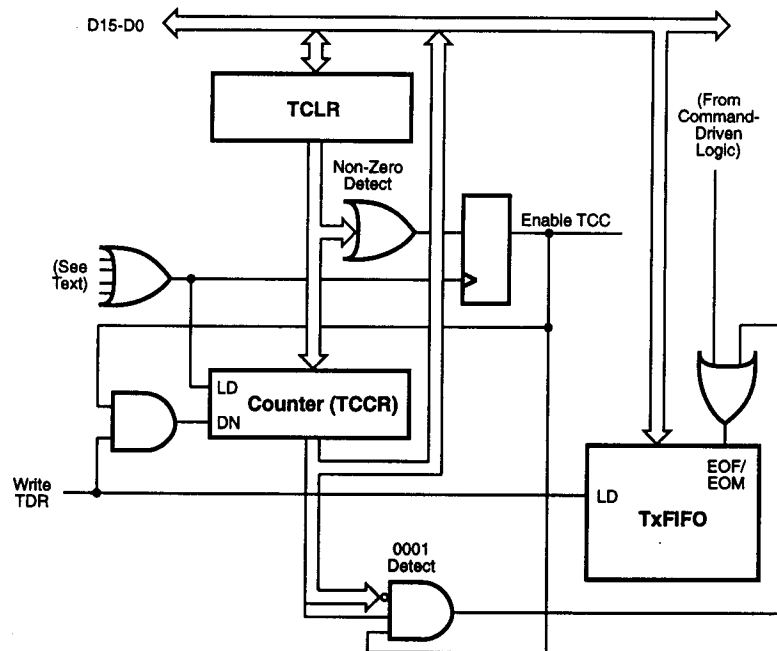 D15-D0
TCLR
(From
Command-
Driven
Logic)
Non-Zero
Detect
Enable TCC
(See
Text)
LD
Counter (TCCR)
DN
Write
TDR
EOF/
EOM
LD
TxFIFO
0001
Detect